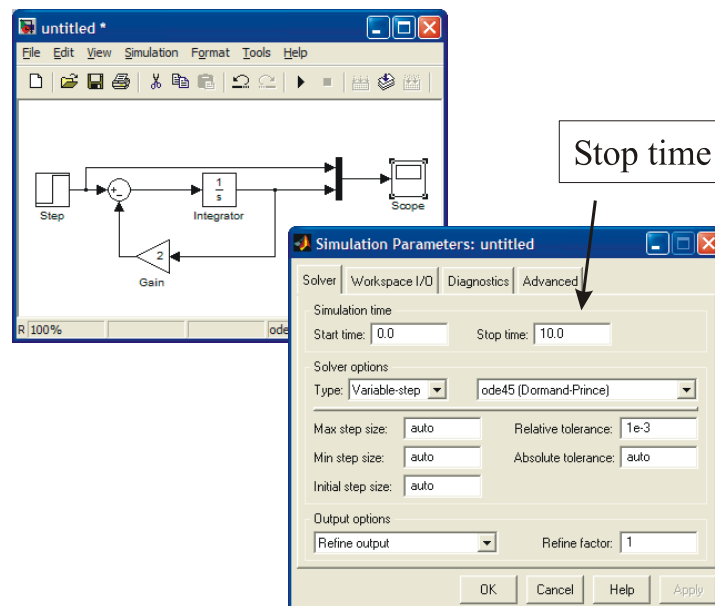 untitled *
File Edit View Simulation Format Tools Help
Step
+
−
1
s
Integrator
Scope
2
Gain
R 100%
ode
Stop time
Simulation Parameters: untitled
Solver Workspace I/O Diagnostics Advanced
Simulation time
Start time: 0.0 Stop time: 10.0
Solver options
Type: Variable-step ode45 (Dormand-Prince)
Max step size: auto Relative tolerance: 1e-3
Min step size: auto Absolute tolerance: auto
Initial step size: auto
Output options
Refine output Refine factor: 1
OK Cancel Help Apply